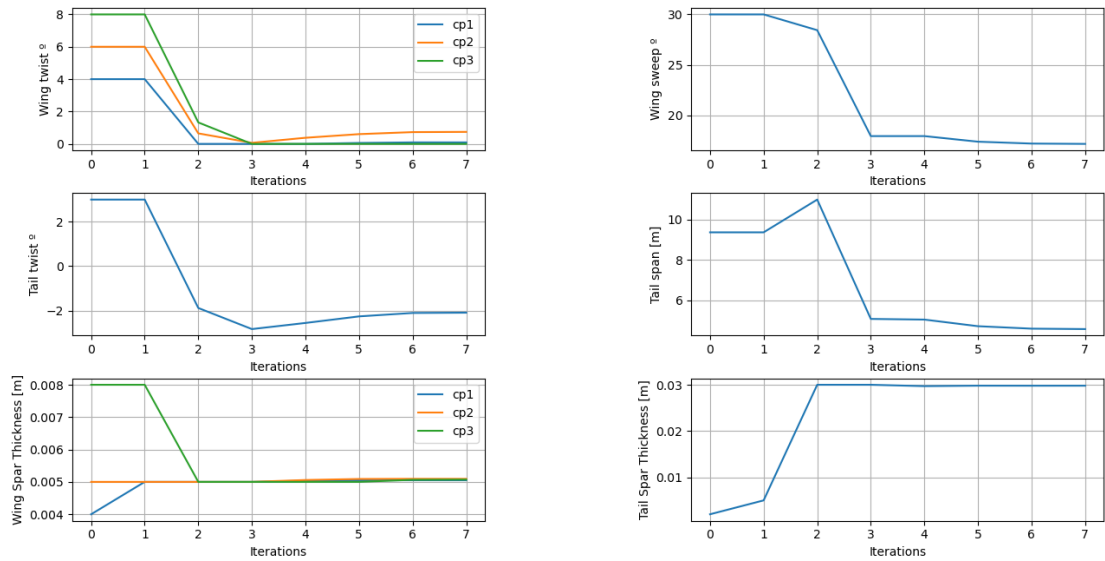 Wing twist º
8
6
4
2
0
cp1
cp2
cp3
0 1 2 3 4 5 6 7
Iterations
Wing sweep º
30
25
20
0 1 2 3 4 5 6 7
Iterations
Tail twist º
2
0
−2
0 1 2 3 4 5 6 7
Iterations
Tail span [m]
10
8
6
0 1 2 3 4 5 6 7
Iterations
Wing Spar Thickness [m]
0.008
0.007
0.006
0.005
0.004
cp1
cp2
cp3
0 1 2 3 4 5 6 7
Iterations
Tail Spar Thickness [m]
0.03
0.02
0.01
0 1 2 3 4 5 6 7
Iterations